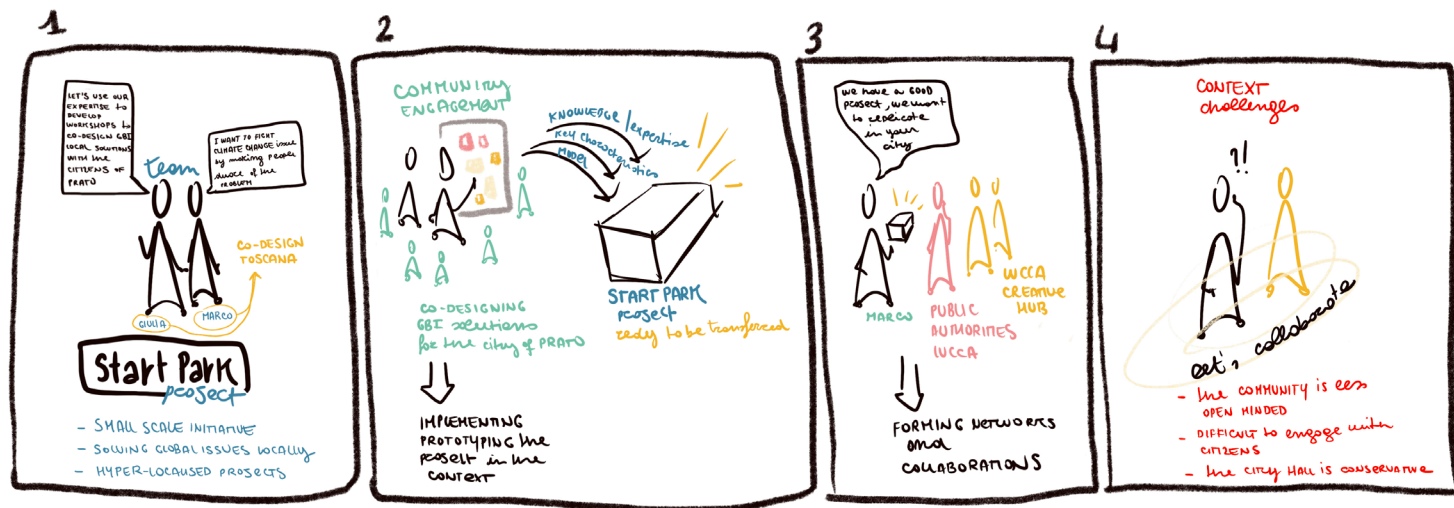 1
LET'S USE OUR
EXPERTISE TO
DEVELOP
WORKSHOPS TO
CO-DESIGN GBI
LOCAL SOLUTIONS
WITH the
CITIZENS OF
PRATO
team
I WANT TO FIGHT
CLIMATE CHANGE issue
by making people
aware of the
PROBLEM
CO-DESIGN
TOSCANA
GIULIA
MARCO
Start Park
project
- SMALL SCALE INITIATIVE
- SOLVING GLOBAL ISSUES LOCALLY
- HYPER-LOCALISED PROJECTS
2
COMMUNITY
ENGAGEMENT
KNOWLEDGE/expertise
KEY CHARACTERISTICS
MODEL
CO-DESIGNING
GBI solutions
for the city of PRATO
START PARK
project
ready to be transferred
IMPLEMENTING
PROTOTYPING the
project in the
CONTEXT
3
we have a GOOD
project, we want
to replicate
in your
city
MARCO
PUBLIC
AUTHORITIES
LUCCA
LUCCA
CREATIVE
HUB
FORMING NETWORKS
and
COLLABORATIONS
4
CONTEXT
challenges
?!!
let's collaborate
- the COMMUNITY IS less
OPEN MINDED
- DIFFICULT to engage with
CITIZENS
- the CITY HALL is CONSERVATIVE